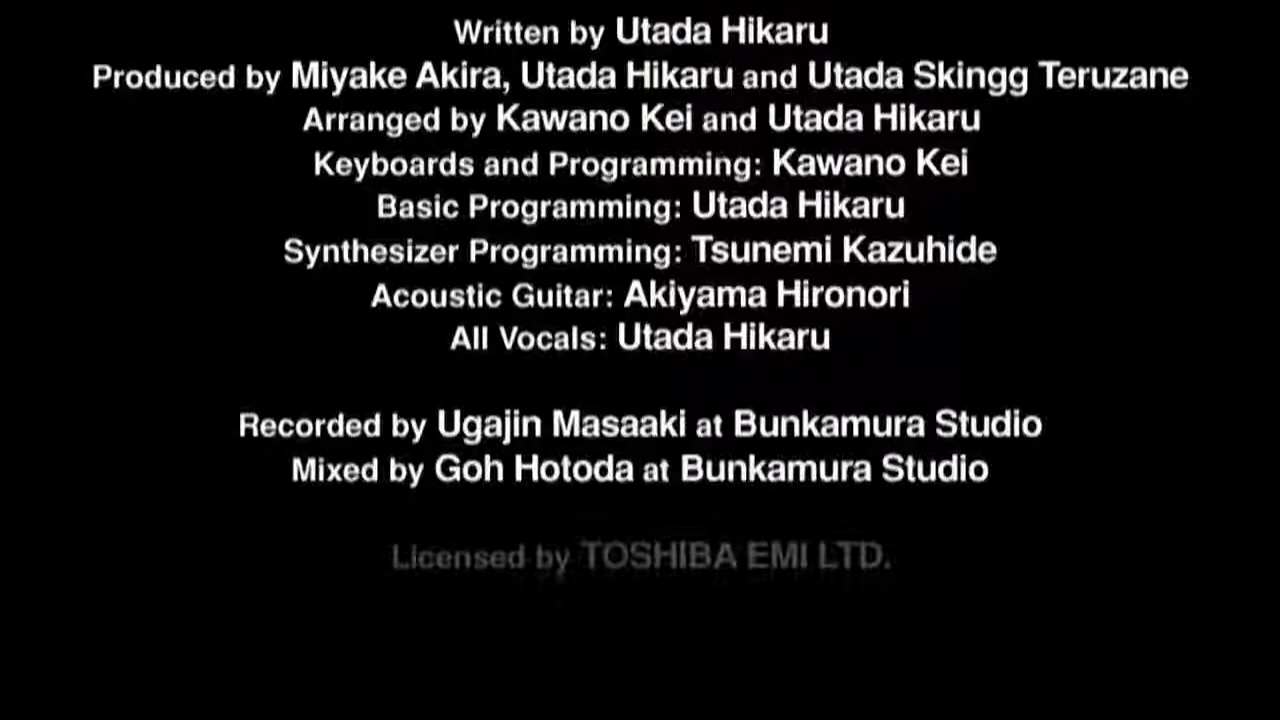 Written by Utada Hikaru
Produced by Miyake Akira, Utada Hikaru and Utada Skingg Teruzane
Arranged by Kawano Kei and Utada Hikaru
Keyboards and Programming: Kawano Kei
Basic Programming: Utada Hikaru
Synthesizer Programming: Tsunemi Kazuhide
Acoustic Guitar: Akiyama Hironori
All Vocals: Utada Hikaru
Recorded by Ugajin Masaaki at Bunkamura Studio
Mixed by Goh Hotoda at Bunkamura Studio
Licensed by TOSHIBA EMI LTD.